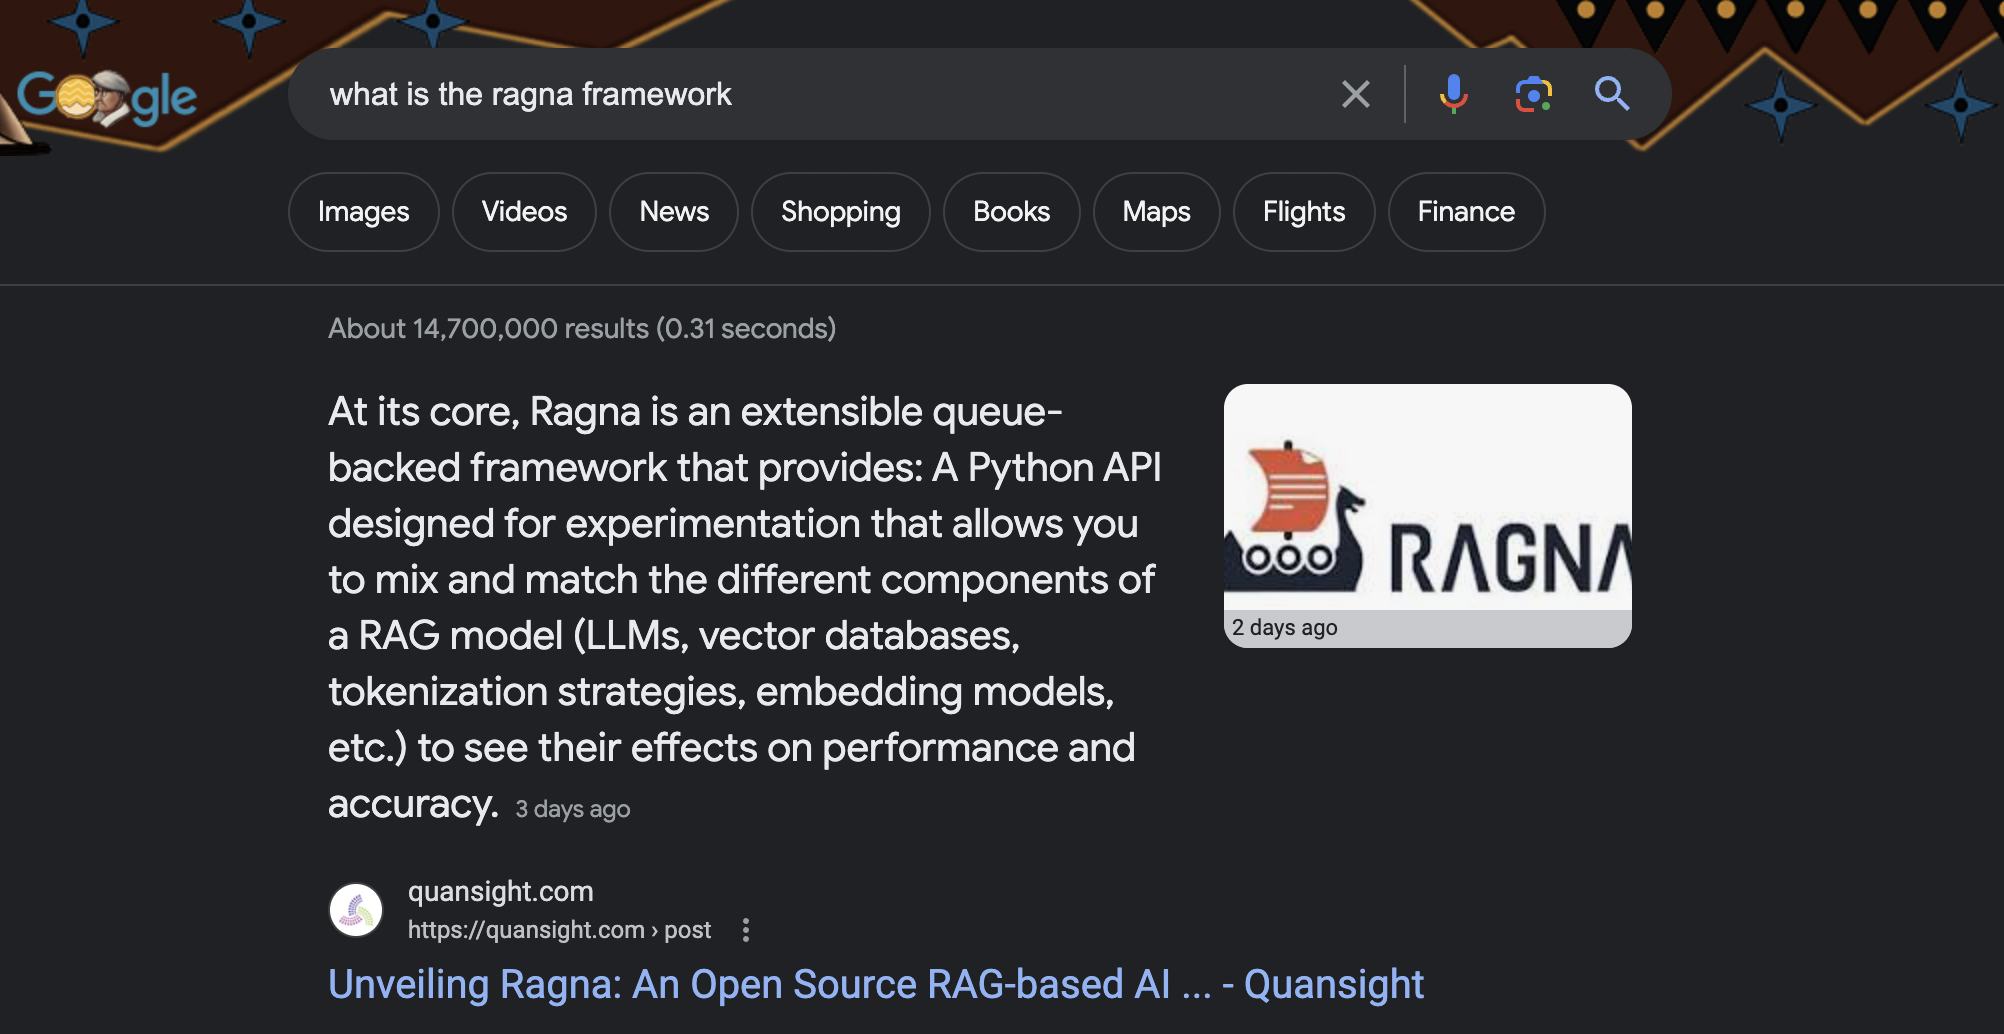 Google
what is the ragna framework
Images
Videos
News
Shopping
Books
Maps
Flights
Finance
About 14,700,000 results (0.31 seconds)
At its core, Ragna is an extensible queue-
backed framework that provides: A Python API
designed for experimentation that allows you
to mix and match the different components of
a RAG model (LLMs, vector databases,
tokenization strategies, embedding models,
etc.) to see their effects on performance and
accuracy. 3 days ago
RAGNA
2 days ago
quansight.com
https://quansight.com › post
Unveiling Ragna: An Open Source RAG-based AI ... - Quansight